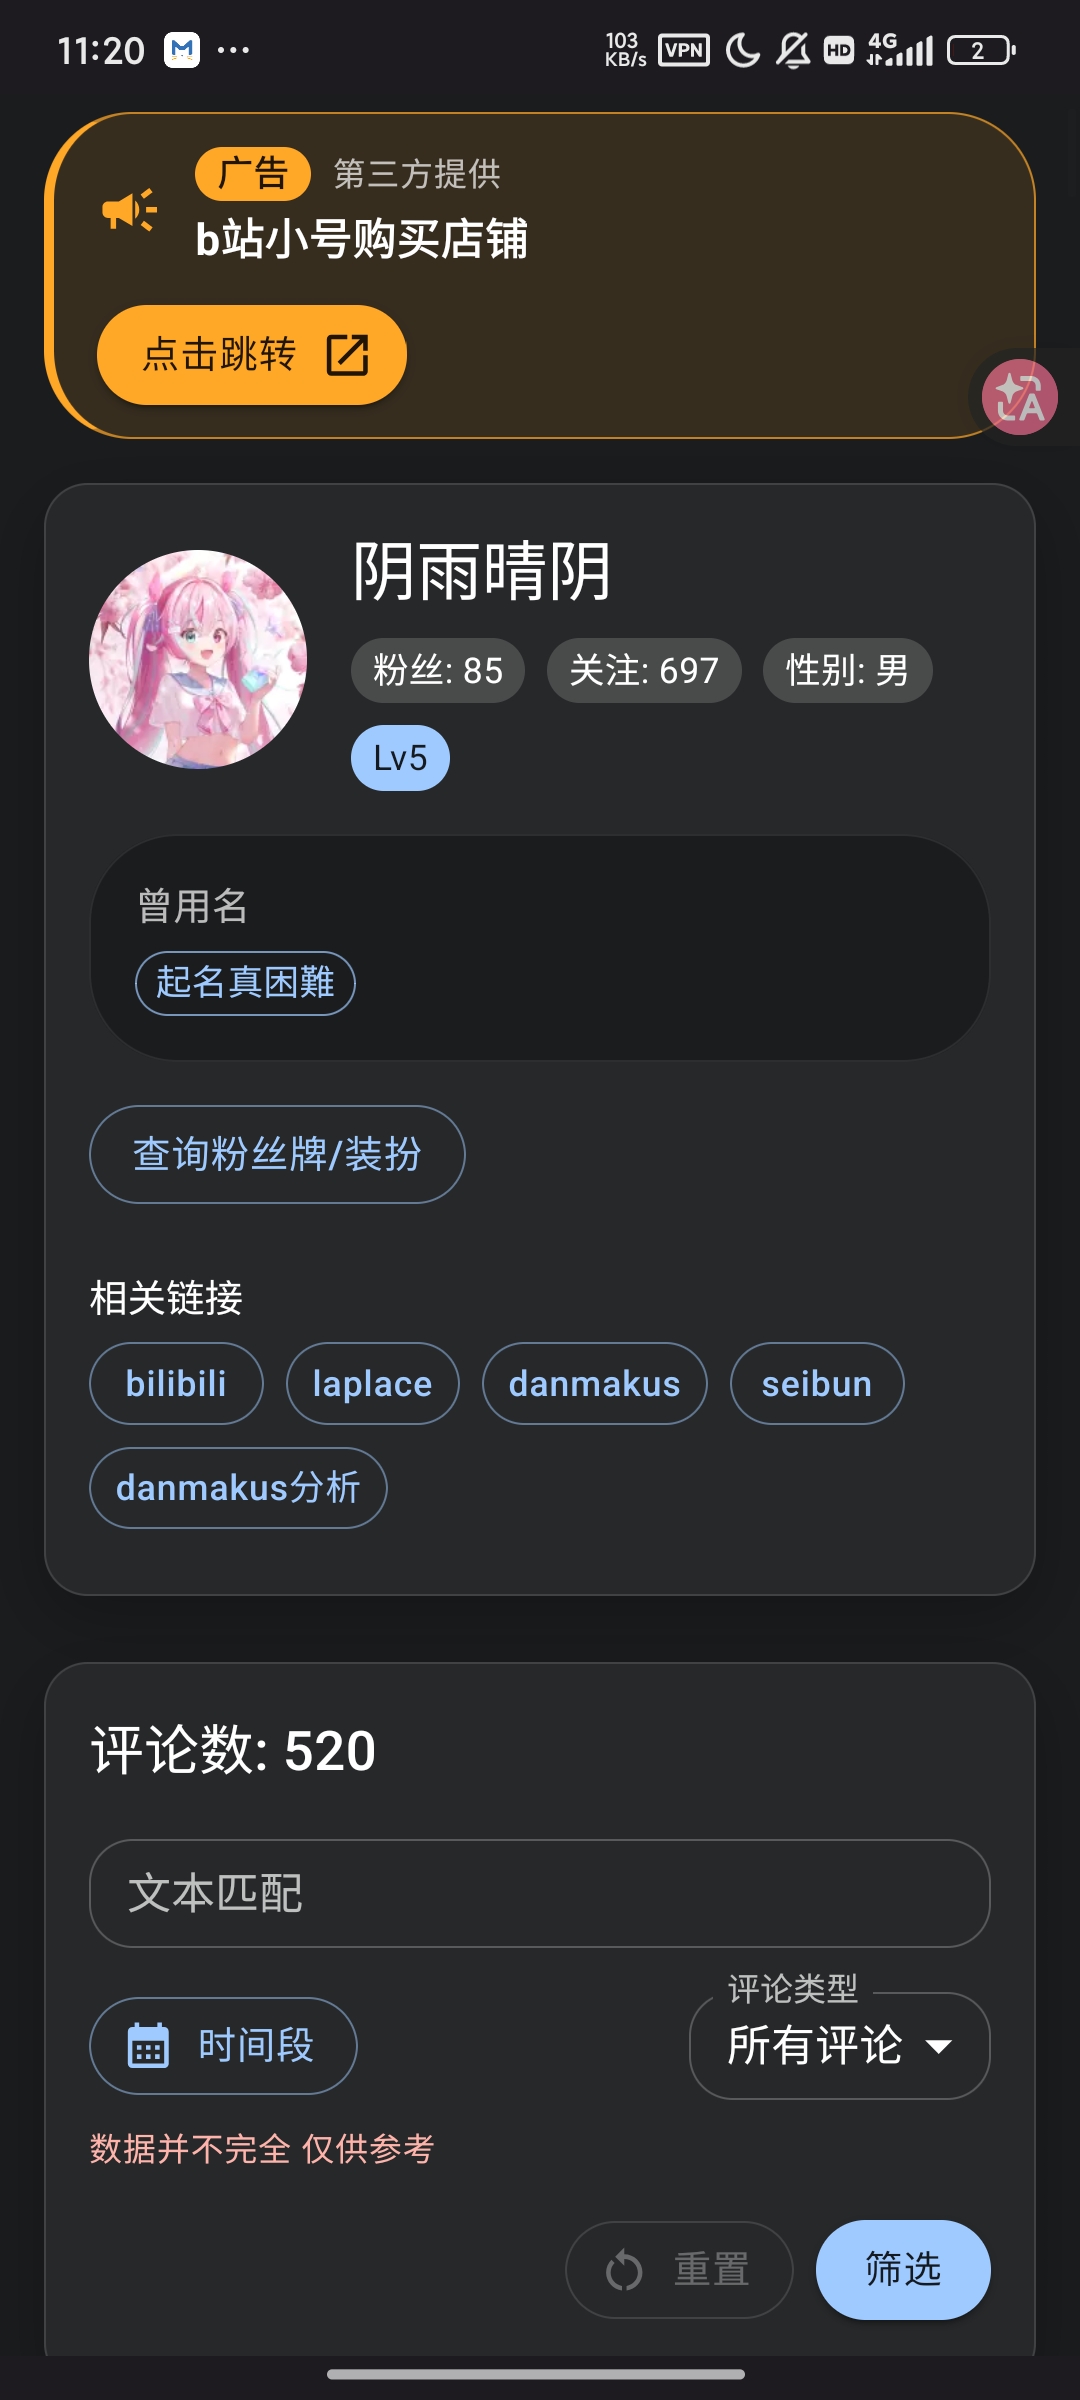 11:20
103 KB/s VPN HD 4G 2
广告 第三方提供
b站小号购买店铺
点击跳转
阴雨晴阴
粉丝: 85 关注: 697 性别: 男
Lv5
曾用名
起名真困難
查询粉丝牌/装扮
相关链接
bilibili laplace danmakus seibun
danmakus分析
评论数: 520
文本匹配
评论类型
时间段 所有评论
数据并不完全 仅供参考
重置 筛选